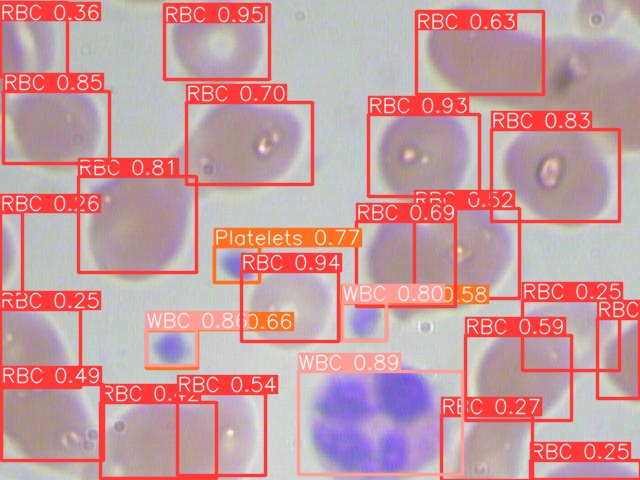 RBC 0.36
RBC 0.95
RBC 0.63
RBC 0.85
RBC 0.70
RBC 0.93
RBC 0.83
RBC 0.81
RBC 0.26
RBC 0.52
RBC 0.69
Platelets 0.77
RBC 0.94
WBC 0.80 0.58
RBC 0.25
RBC 0.25
RBC
WBC 0.86 0.66
RBC 0.59
WBC 0.89
RBC 0.49
RBC 0.42
RBC 0.54
RBC 0.27
RBC 0.25